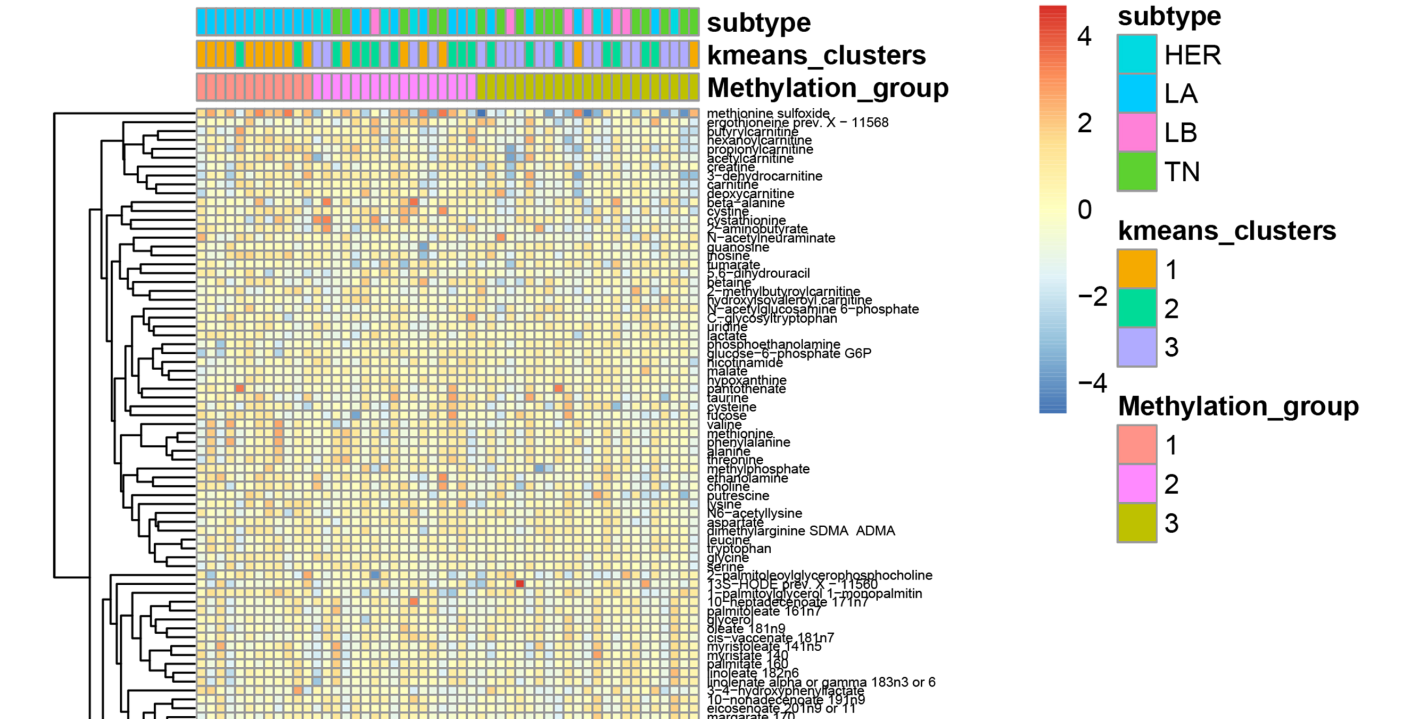 subtype
kmeans_clusters
Methylation_group
methionine sulfoxide
ergothioneine prev. X − 11568
butyrylcarnitine
hexanoylcarnitine
propionylcarnitine
acetylcarnitine
creatine
3−dehydrocarnitine
carnitine
deoxycarnitine
beta−alanine
cystine
cystathionine
2−aminobutyrate
N−acetylneuraminate
guanosine
inosine
fumarate
5,6−dihydrouracil
betaine
2−methylbutyroylcarnitine
hydroxyisovaleroyl carnitine
N−acetylglucosamine 6−phosphate
C−glycosyltryptophan
uridine
lactate
phosphoethanolamine
glucose−6−phosphate G6P
nicotinamide
malate
hypoxanthine
pantothenate
taurine
cysteine
fucose
valine
methionine
phenylalanine
alanine
threonine
methylphosphate
ethanolamine
choline
putrescine
lysine
N6−acetyllysine
aspartate
dimethylarginine SDMA  ADMA
leucine
tryptophan
glycine
serine
2−palmitoleoylglycerophosphocholine
13S−HODE prev. X − 11560
1−palmitoylglycerol 1−monopalmitin
10−heptadecenoate 171n7
palmitoleate 161n7
glycerol
oleate 181n9
cis−vaccenate 181n7
myristoleate 141n5
myristate 140
palmitate 160
linoleate 182n6
linolenate alpha or gamma 183n3 or 6
3−4−hydroxyphenyllactate
10−nonadecenoate 191n9
eicosenoate 201n9 or 11
margarate 170
4
2
0
−2
−4
subtype
HER
LA
LB
TN
kmeans_clusters
1
2
3
Methylation_group
1
2
3